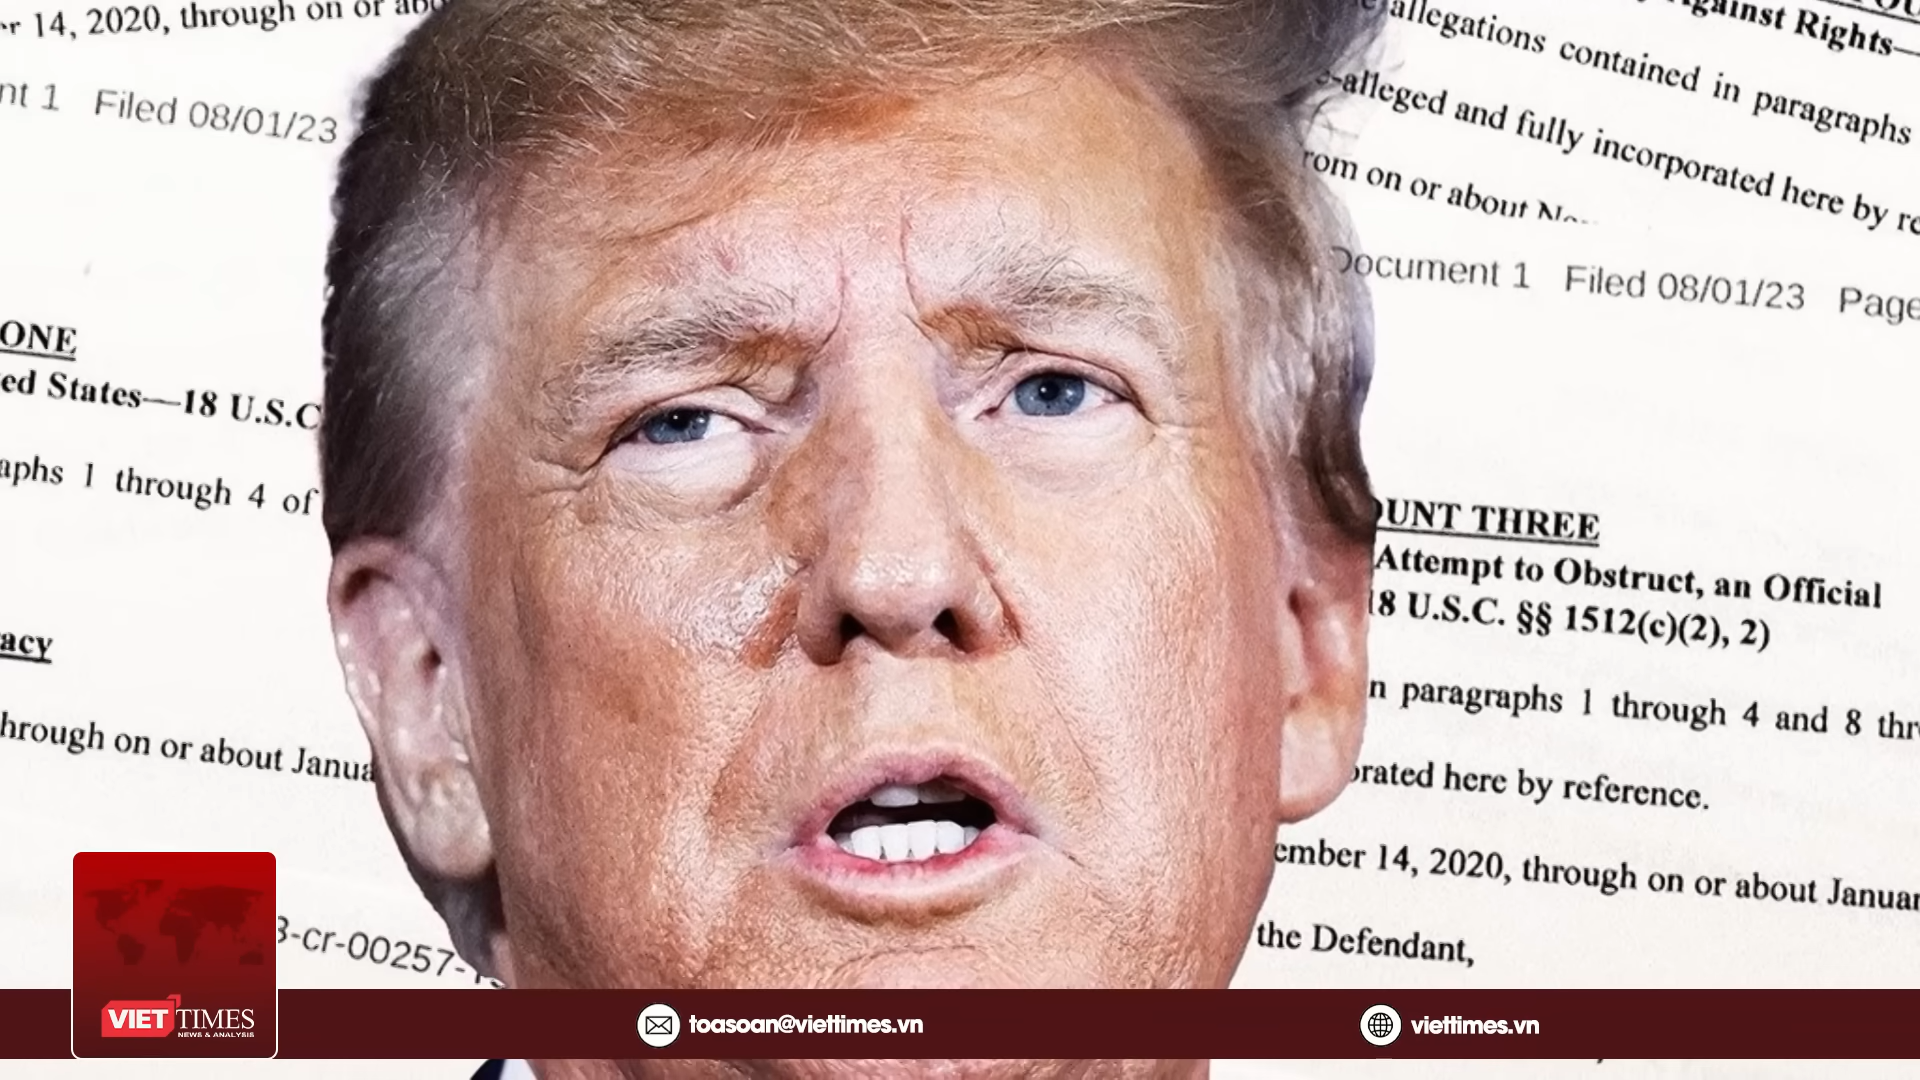 14, 2020, through on or
nt 1 Filed 08/01/23
ONE
ed States—18 U.S.C
aphs 1 through 4 of
acy
hrough on or about Janua
3-cr-00257-
allegations contained in paragraphs
Against Rights—
-alleged and fully incorporated here by re
rom on or about
Document 1 Filed 08/01/23 Page
OUNT THREE
Attempt to Obstruct, an Official
18 U.S.C. §§ 1512(c)(2), 2)
n paragraphs 1 through 4 and 8 thr
orated here by reference.
ember 14, 2020, through on or about Januar
the Defendant,
VIETTIMES
NEWS & ANALYSIS
toasoan@viettimes.vn
viettimes.vn